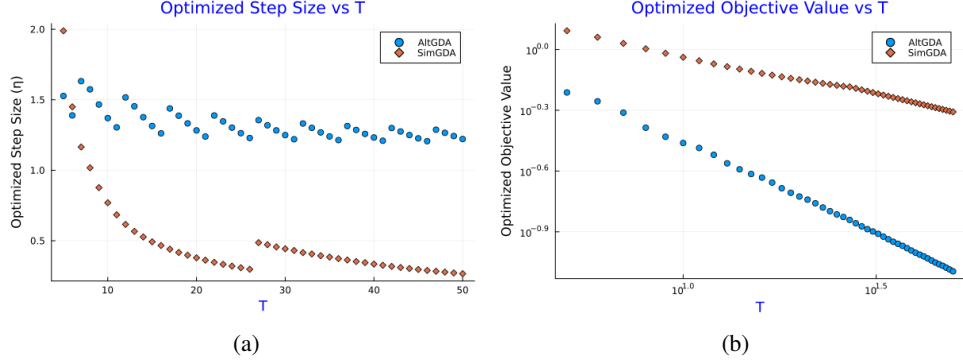 Optimized Step Size vs T
Optimized Step Size (η)
2.0
1.5
1.0
0.5
AltGDA
SimGDA
10
20
30
40
50
T
(a)
Optimized Objective Value vs T
Optimized Objective Value
10^0.0
10^-0.3
10^-0.6
10^-0.9
AltGDA
SimGDA
10^1.0
10^1.5
T
(b)